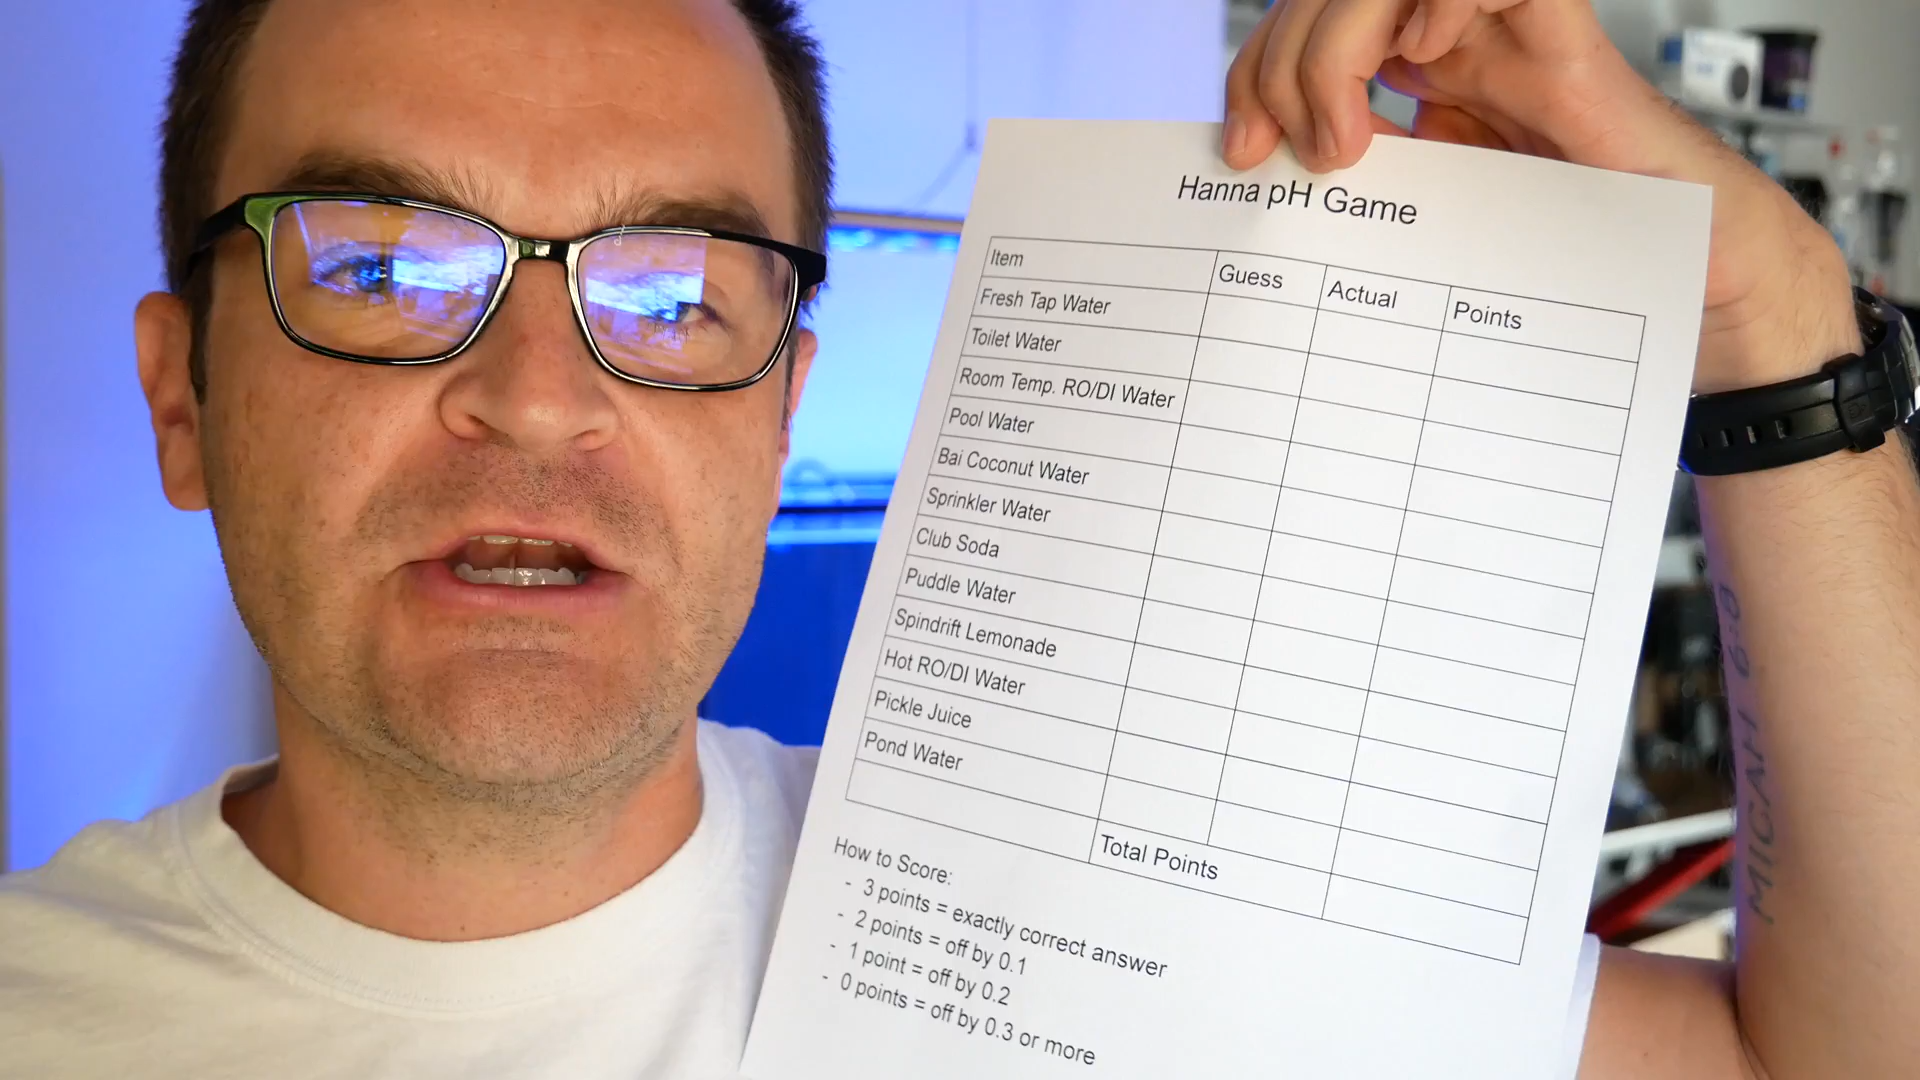 Hanna pH Game
Item Guess Actual Points
Fresh Tap Water
Toilet Water
Room Temp. RO/DI Water
Pool Water
Bai Coconut Water
Sprinkler Water
Club Soda
Puddle Water
Spindrift Lemonade
Hot RO/DI Water
Pickle Juice
Pond Water
Total Points
How to Score:
- 3 points = exactly correct answer
- 2 points = off by 0.1
- 1 point = off by 0.2
- 0 points = off by 0.3 or more
MICAH 6:8